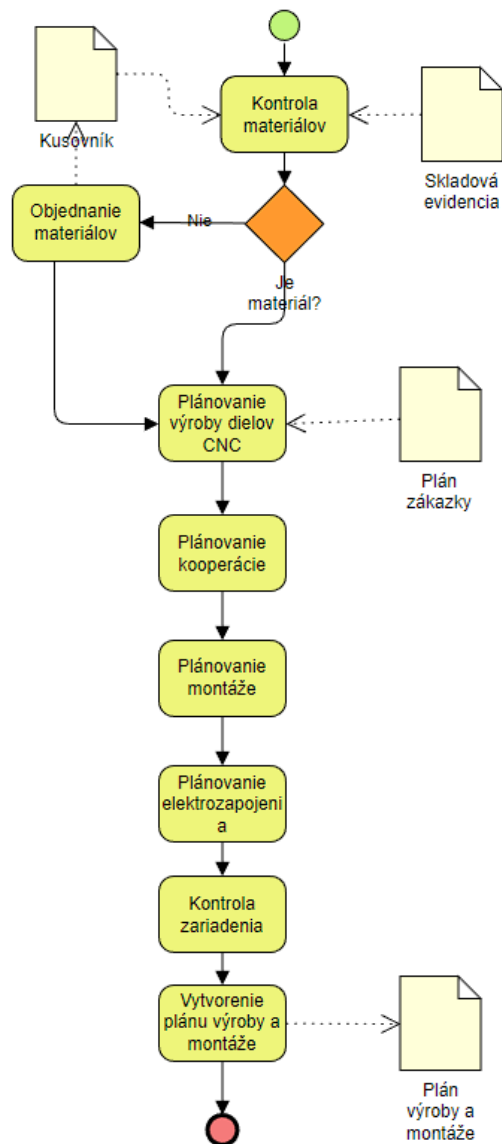 Kontrola
materiálov
Kusovník
Skladová
evidencia
Objednanie
materiálov
Nie
Je
materiál?
Plánovanie
výroby dielov
CNC
Plán
zákazky
Plánovanie
kooperácie
Plánovanie
montáže
Plánovanie
elektrozapojeni
a
Kontrola
zariadenia
Vytvorenie
plánu výroby a
montáže
Plán
výroby a
montáže